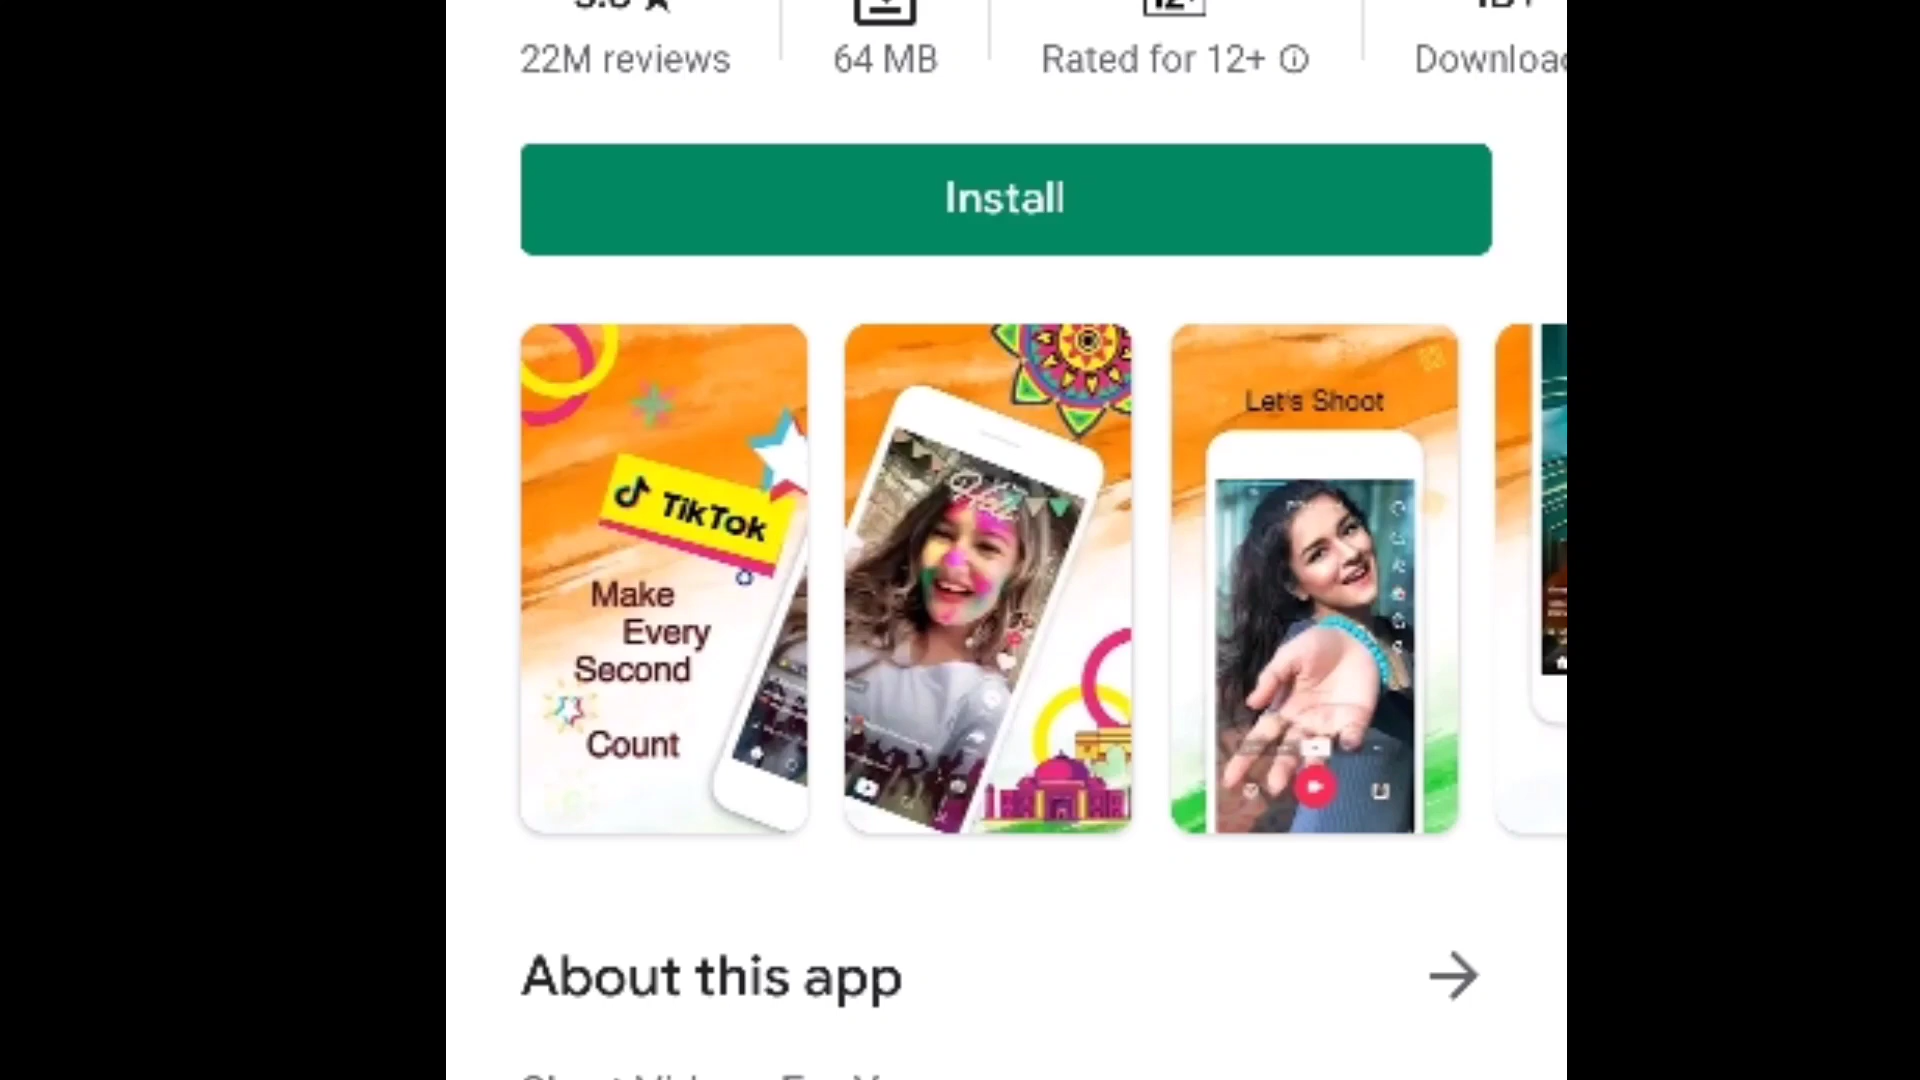 22M reviews
64 MB
Rated for 12+
Install
TikTok
Make
Every
Second
Count
Let's Shoot
About this app